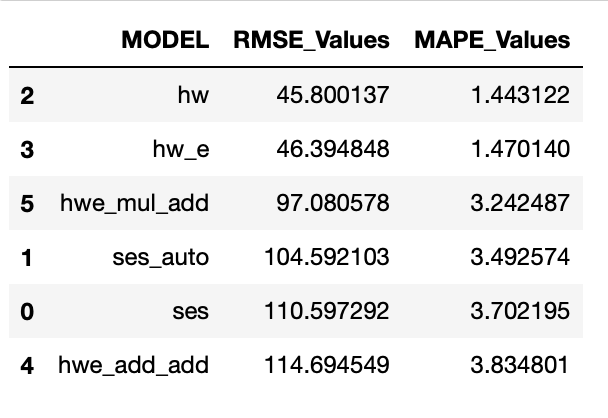 MODEL RMSE_Values MAPE_Values
2 hw 45.800137 1.443122
3 hw_e 46.394848 1.470140
5 hwe_mul_add 97.080578 3.242487
1 ses_auto 104.592103 3.492574
0 ses 110.597292 3.702195
4 hwe_add_add 114.694549 3.834801